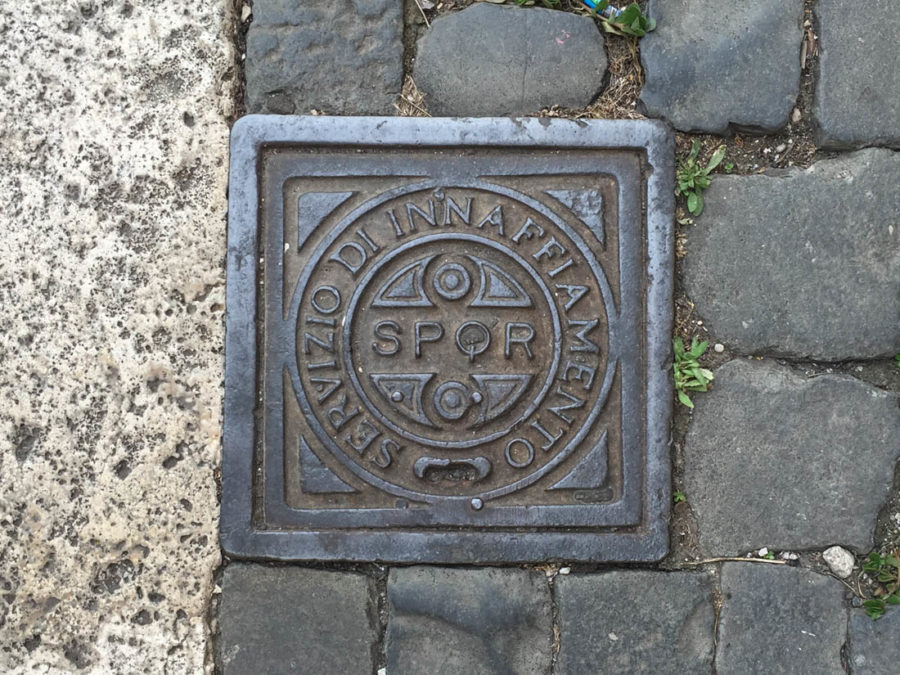 SERVIZIO DI INNAFFIAMENTO
SPQR